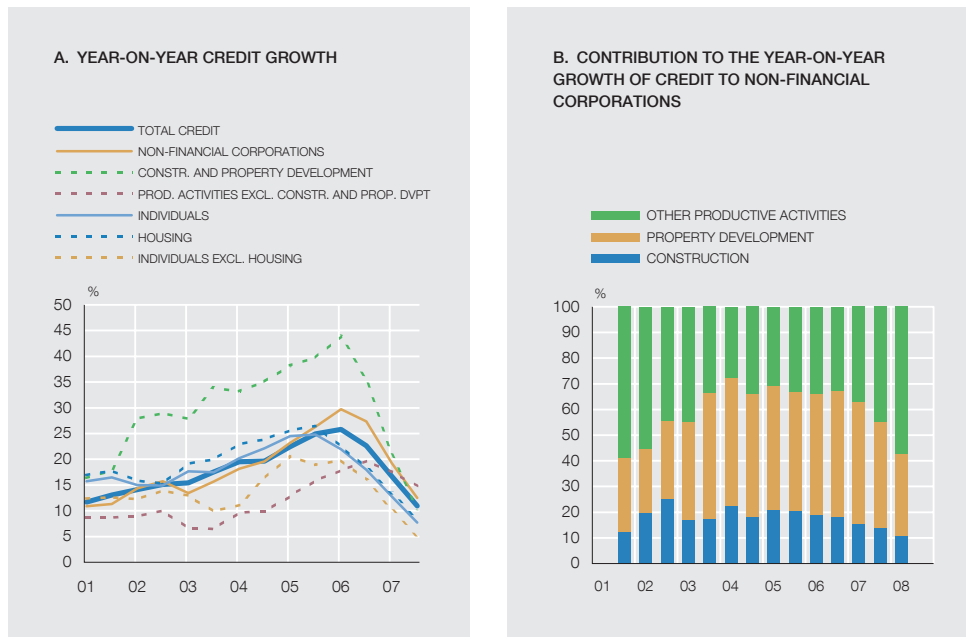 A. YEAR-ON-YEAR CREDIT GROWTH
TOTAL CREDIT
NON-FINANCIAL CORPORATIONS
CONSTR. AND PROPERTY DEVELOPMENT
PROD. ACTIVITIES EXCL. CONSTR. AND PROP. DVPT
INDIVIDUALS
HOUSING
INDIVIDUALS EXCL. HOUSING
%
50
45
40
35
30
25
20
15
10
5
0
01 02 03 04 05 06 07
B. CONTRIBUTION TO THE YEAR-ON-YEAR
GROWTH OF CREDIT TO NON-FINANCIAL
CORPORATIONS
OTHER PRODUCTIVE ACTIVITIES
PROPERTY DEVELOPMENT
CONSTRUCTION
%
100
90
80
70
60
50
40
30
20
10
0
01 02 03 04 05 06 07 08